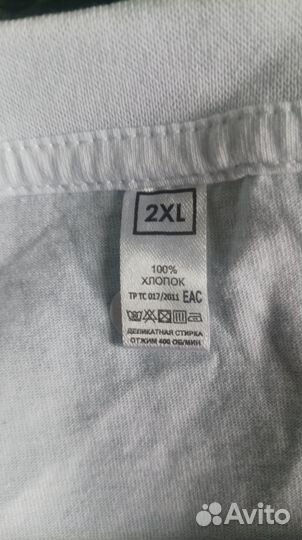 2XL
100%
ХЛОПОК
ТР ТС 017/2011 EAC
ДЕЛИКАТНАЯ СТИРКА
ОТЖИМ 400 ОБ/МИН
Avito